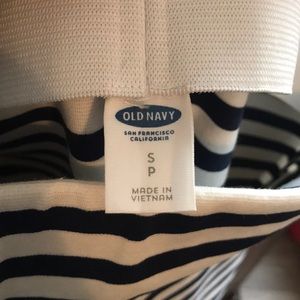 OLD NAVY
SAN FRANCISCO
CALIFORNIA
S
P
MADE IN
VIETNAM